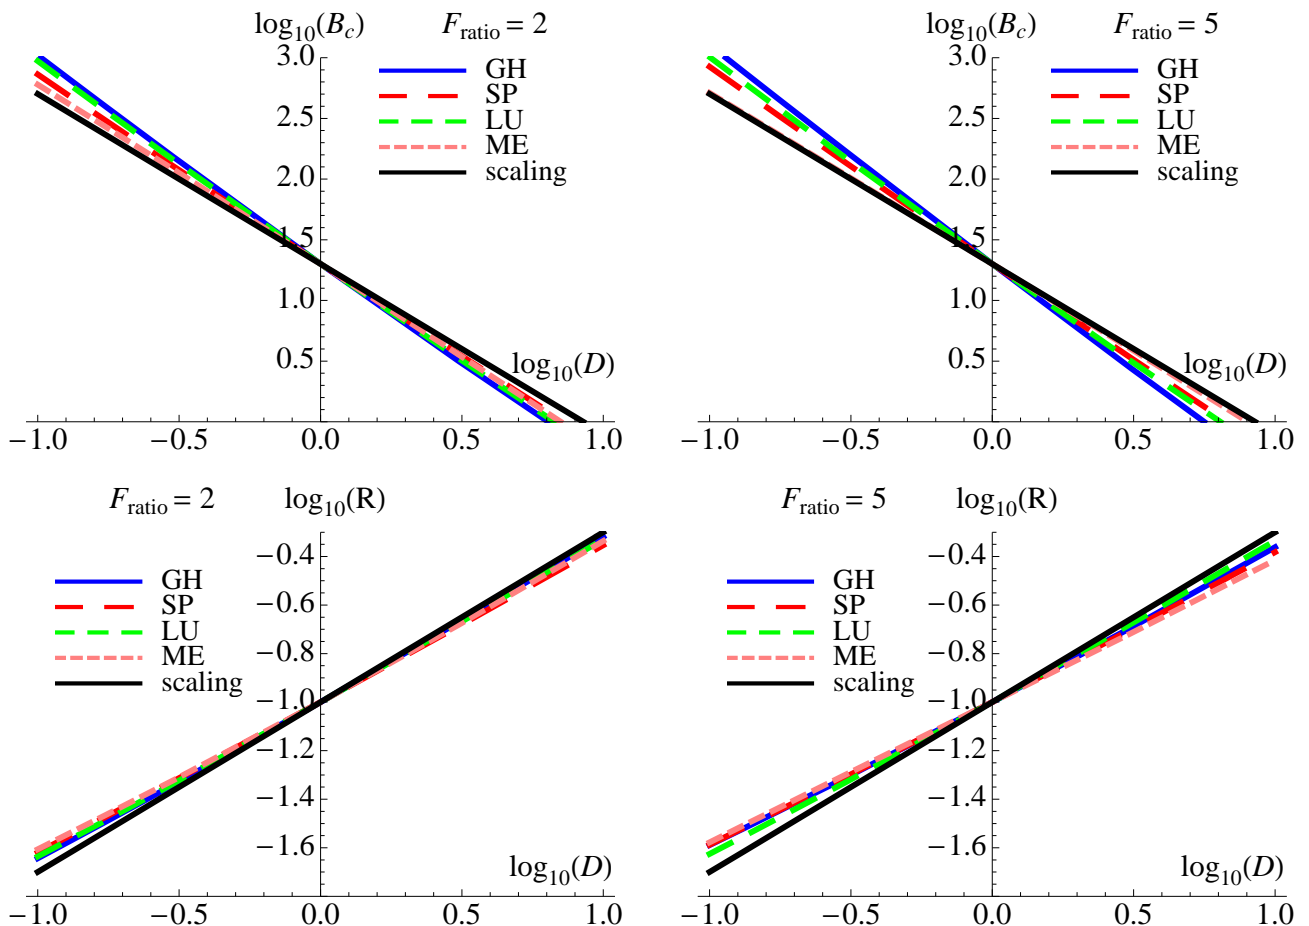 log10(Bc) Fratio = 2
GH
SP
LU
ME
scaling
3.0
2.5
2.0
1.5
1.0
0.5
log10(D)
−1.0 −0.5 0.0 0.5 1.0
log10(Bc) Fratio = 5
GH
SP
LU
ME
scaling
3.0
2.5
2.0
1.5
1.0
0.5
log10(D)
−1.0 −0.5 0.0 0.5 1.0
Fratio = 2 log10(R)
GH
SP
LU
ME
scaling
−0.4
−0.6
−0.8
−1.0
−1.2
−1.4
−1.6
log10(D)
−1.0 −0.5 0.0 0.5 1.0
Fratio = 5 log10(R)
GH
SP
LU
ME
scaling
−0.4
−0.6
−0.8
−1.0
−1.2
−1.4
−1.6
log10(D)
−1.0 −0.5 0.0 0.5 1.0